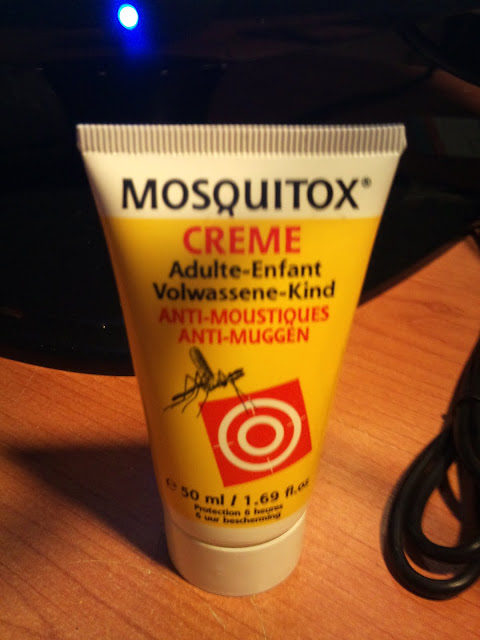 MOSQUITOX®
CREME
Adulte-Enfant
Volwassene-Kind
ANTI-MOUSTIQUES
ANTI-MUGGEN
℮ 50 ml / 1.69 fl.oz
Protection 6 heures
6 uur bescherming